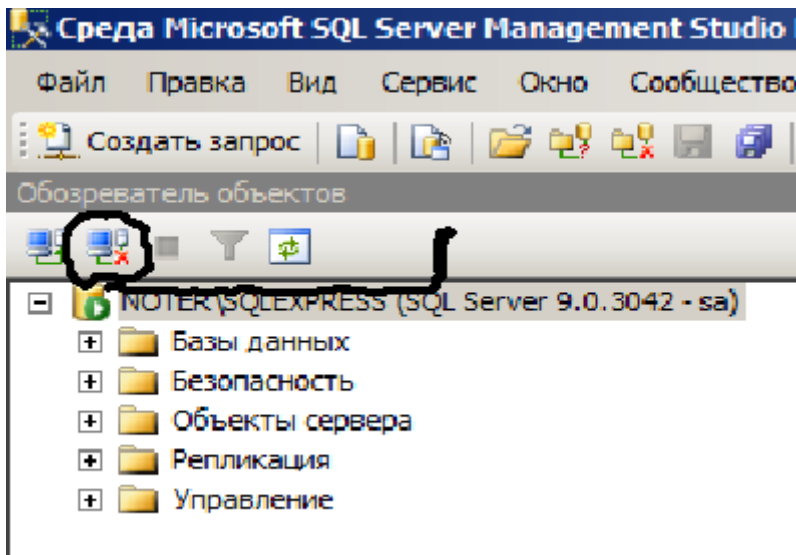 Среда Microsoft SQL Server Management Studio
Файл Правка Вид Сервис Окно Сообщество
Создать запрос
Обозреватель объектов
NOTER\SQLEXPRESS (SQL Server 9.0.3042 - sa)
Базы данных
Безопасность
Объекты сервера
Репликация
Управление